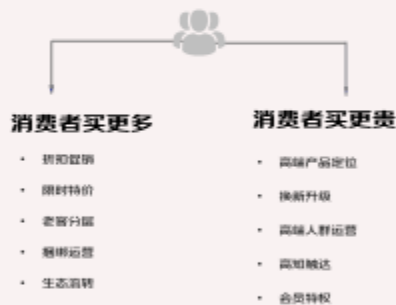 消费者买更多
• 折扣促销
• 限时特价
• 老客分层
• 捆绑运营
• 生态流转
消费者买更贵
• 高端产品定位
• 换新升级
• 高端人群运营
• 高知触达
• 会员特权